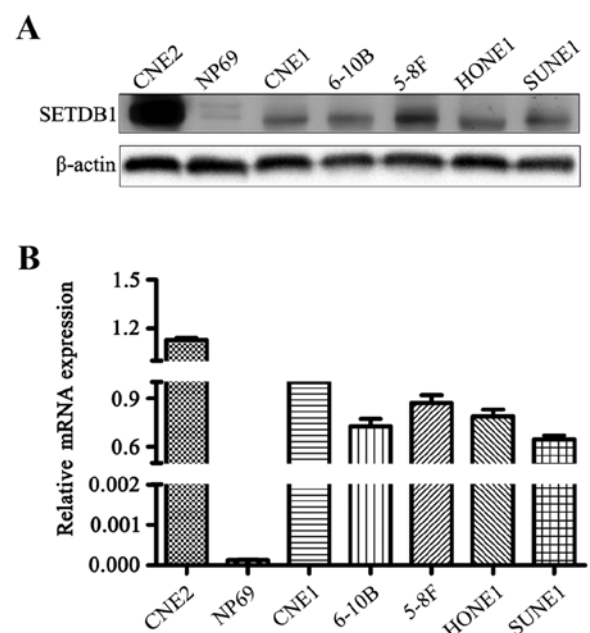 A
CNE2 NP69 CNE1 6-10B 5-8F HONE1 SUNE1
SETDB1
β-actin
B
Relative mRNA expression
1.5
1.2
0.9
0.6
0.002
0.001
0.000
CNE2 NP69 CNE1 6-10B 5-8F HONE1 SUNE1